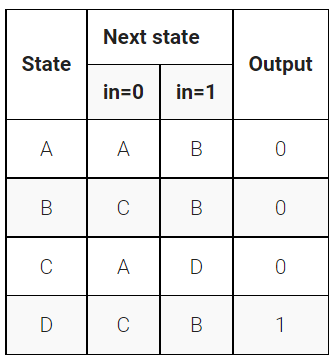 State Next state Output
in=0 in=1
A A B 0
B C B 0
C A D 0
D C B 1